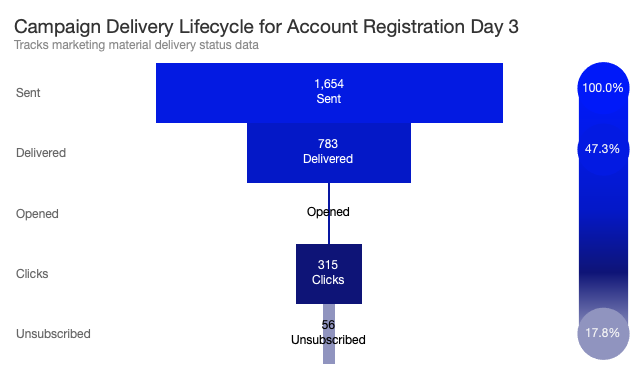 Campaign Delivery Lifecycle for Account Registration Day 3
Tracks marketing material delivery status data
Sent
1,654
Sent
100.0%
Delivered
783
Delivered
47.3%
Opened
Opened
Clicks
315
Clicks
Unsubscribed
56
Unsubscribed
17.8%